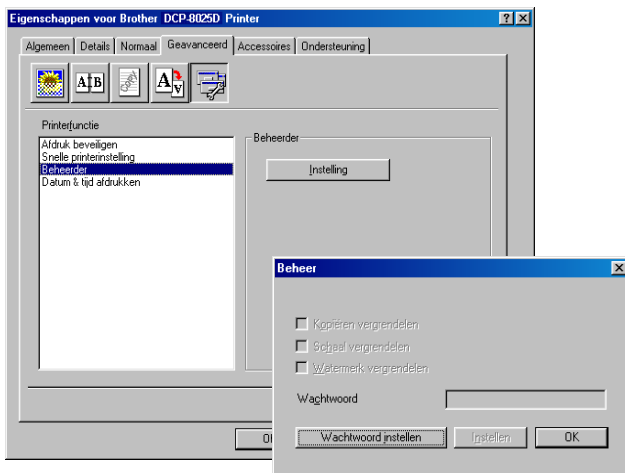 Eigenschappen voor Brother DCP-8025D Printer
Algemeen Details Normaal Geavanceerd Accessoires Ondersteuning
Printerfunctie
Afdruk beveiligen
Snelle printerinstelling
Beheerder
Datum & tijd afdrukken
Beheerder
Instelling
Beheer
Kopiëren vergrendelen
Schaal vergrendelen
Watermerk vergrendelen
Wachtwoord
Wachtwoord instellen Instellen OK